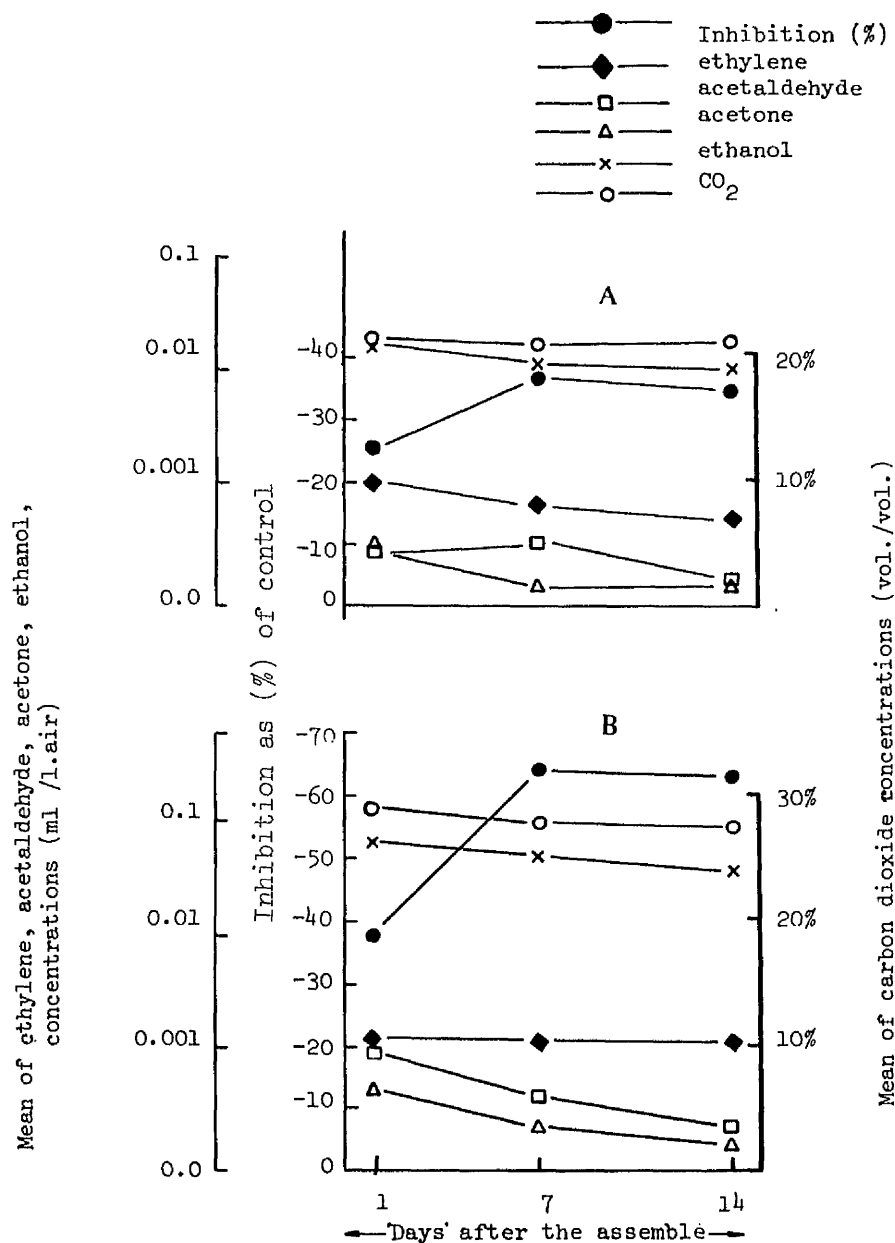 Inhibition (%)
ethylene
acetaldehyde
acetone
ethanol
CO2
A
0.1
0.01
0.001
0.0
-40
-30
-20
-10
0
20%
10%
B
0.1
0.01
0.001
0.0
-70
-60
-50
-40
-30
-20
-10
0
30%
20%
10%
1 7 14
Days after the assemble
Mean of ethylene, acetaldehyde, acetone, ethanol,
concentrations (ml /l.air)
Inhibition as (%) of control
Mean of carbon dioxide concentrations (vol./vol.)